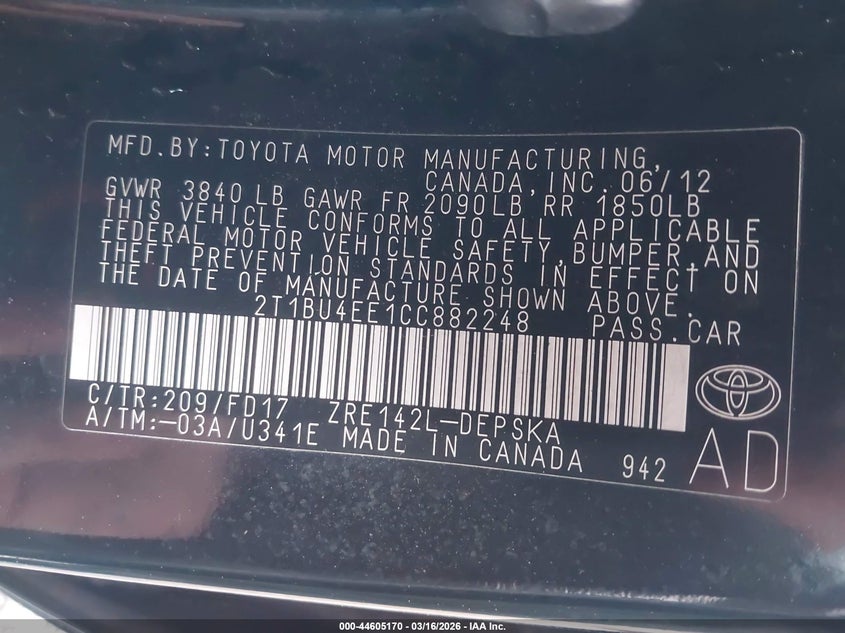 MFD.BY:TOYOTA MOTOR MANUFACTURING,
CANADA,INC.06/12
GVWR 3840 LB GAWR FR 2090LB RR 1850LB
THIS VEHICLE CONFORMS TO ALL APPLICABLE
FEDERAL MOTOR VEHICLE SAFETY,BUMPER,AND
THEFT PREVENTION STANDARDS IN EFFECT ON
THE DATE OF MANUFACTURE SHOWN ABOVE.
2T1BU4EE1CC882248 PASS.CAR
C/TR:209/FD17 ZRE142L-DEPSKA
A/TM:-03A/U341E MADE IN CANADA 942
AD
000-44605170 - 03/16/2026 - IAA Inc.